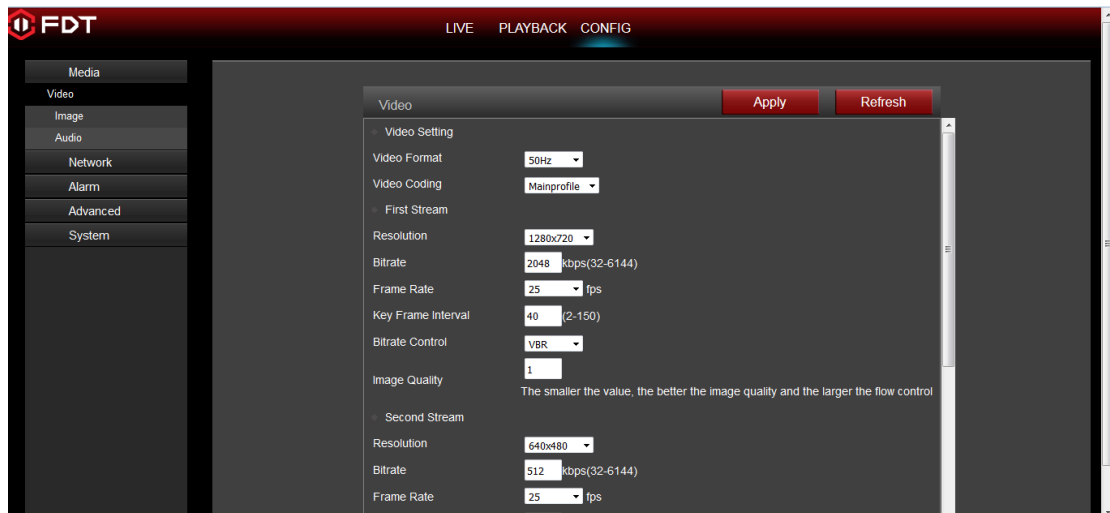 FDT
LIVE PLAYBACK CONFIG
Media
Video
Image
Audio
Network
Alarm
Advanced
System
Video Apply Refresh
Video Setting
Video Format 50Hz
Video Coding Mainprofile
First Stream
Resolution 1280x720
Bitrate 2048 kbps(32-6144)
Frame Rate 25 fps
Key Frame Interval 40 (2-150)
Bitrate Control VBR
Image Quality 1
The smaller the value, the better the image quality and the larger the flow control
Second Stream
Resolution 640x480
Bitrate 512 kbps(32-6144)
Frame Rate 25 fps